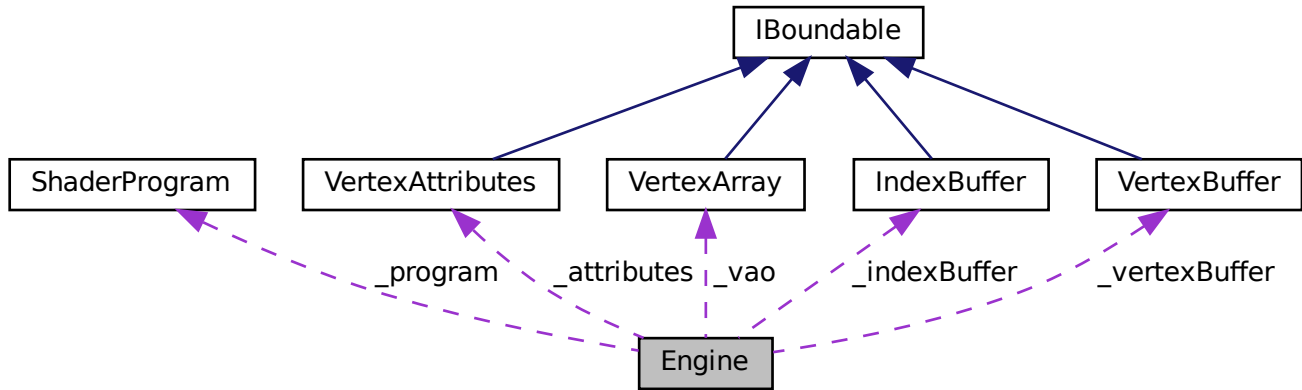 IBoundable
ShaderProgram
VertexAttributes
VertexArray
IndexBuffer
VertexBuffer
_program
_attributes
_vao
_indexBuffer
_vertexBuffer
Engine